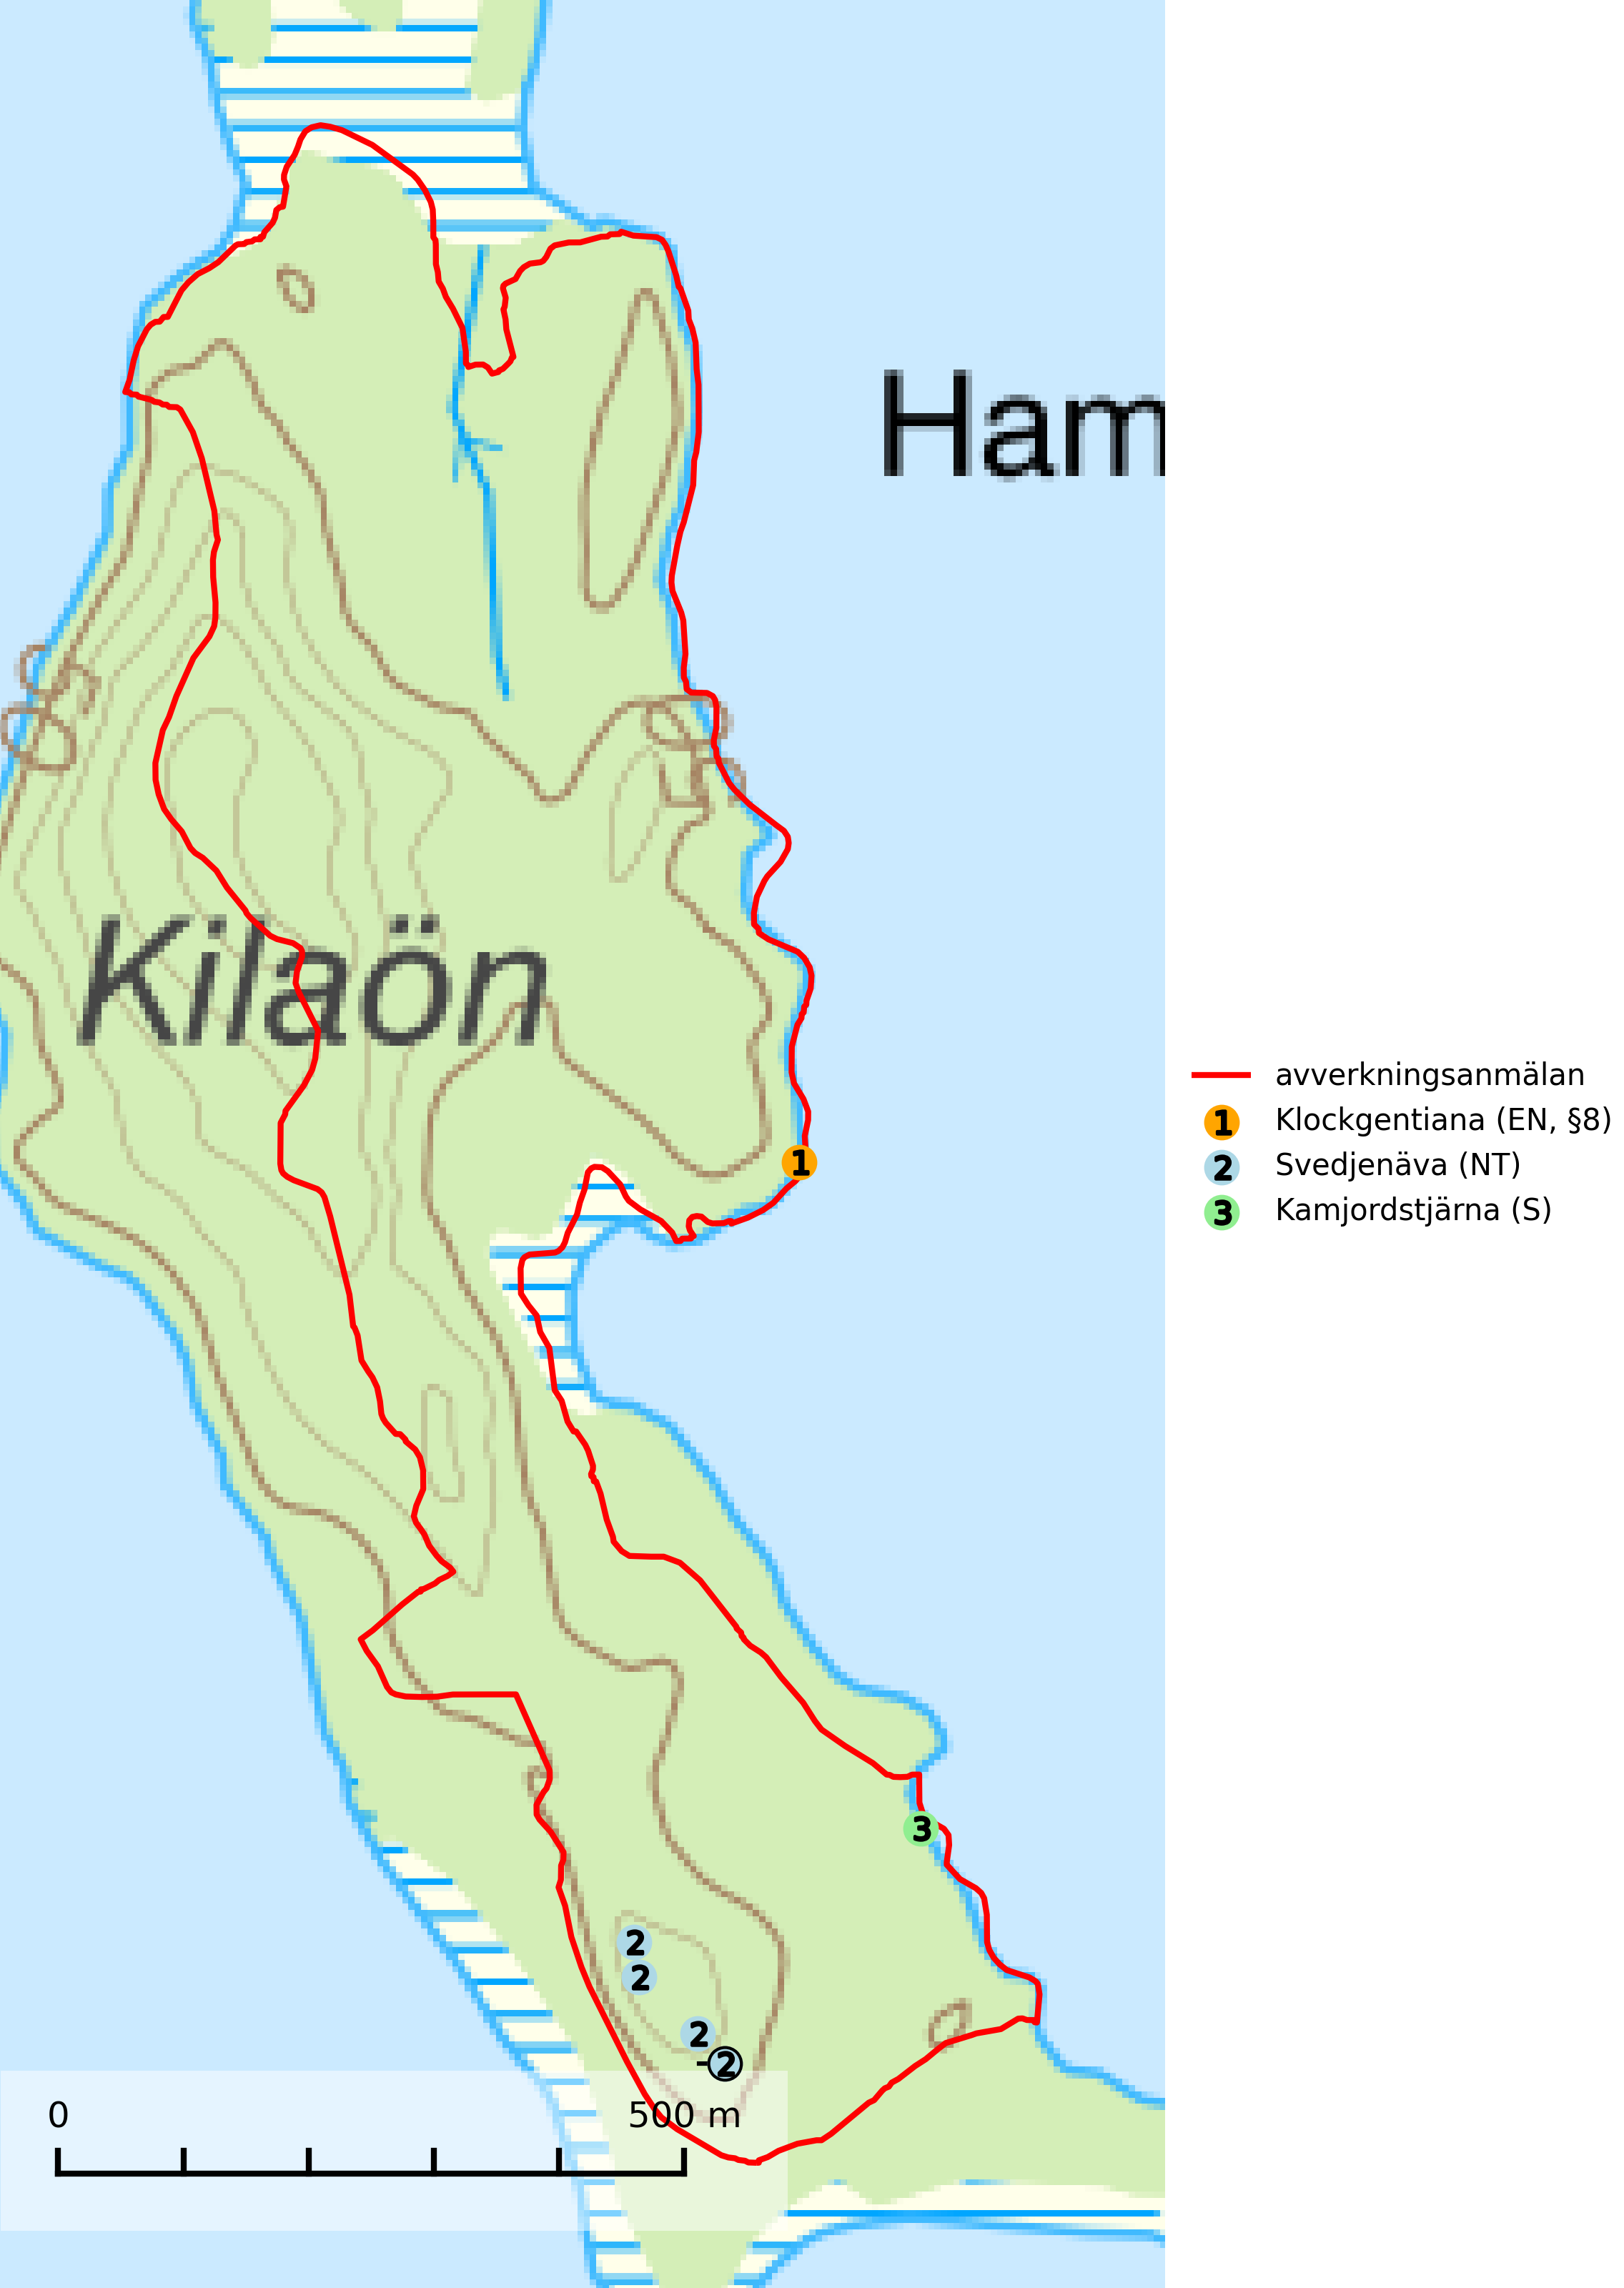 Ham
Kilaön
avverkningsanmälan
1 Klockgentiana (EN, §8)
2 Svedjenäva (NT)
3 Kamjordstjärna (S)
1
3
2
2
2
2
0 500 m